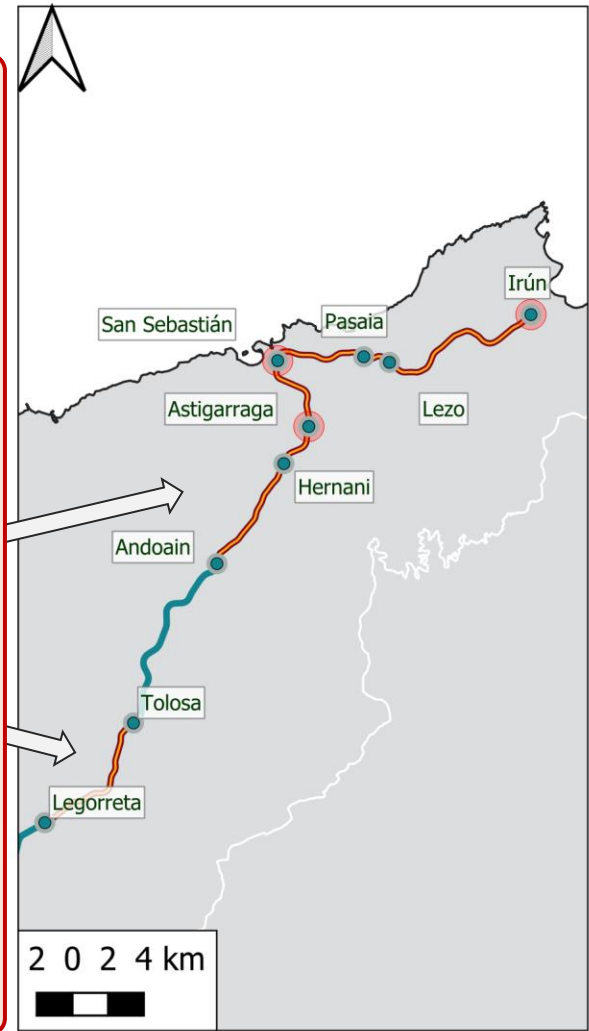 Irún
San Sebastián
Pasaia
Astigarraga
Lezo
Hernani
Andoain
Tolosa
Legorreta
2 0 2 4 km